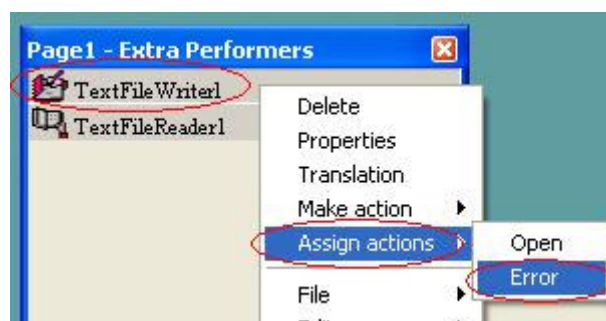 Page1 - Extra Performers
TextFileWriter1
TextFileReader1
Delete
Properties
Translation
Make action
Assign actions
Open
Error
File